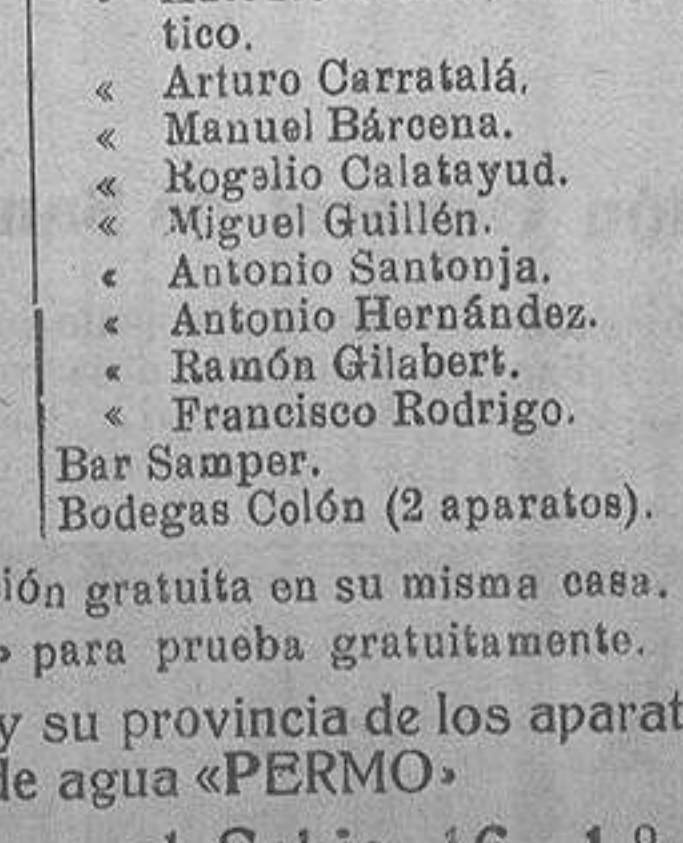 tico.
« Arturo Carratalá.
« Manuel Bárcena.
« Rogelio Calatayud.
« Miguel Guillén.
« Antonio Santonja.
« Antonio Hernández.
« Ramón Gilabert.
« Francisco Rodrigo.
Bar Samper.
Bodegas Colón (2 aparatos).
ión gratuita en su misma casa.
» para prueba gratuitamente.
y su provincia de los aparat
de agua «PERMO»